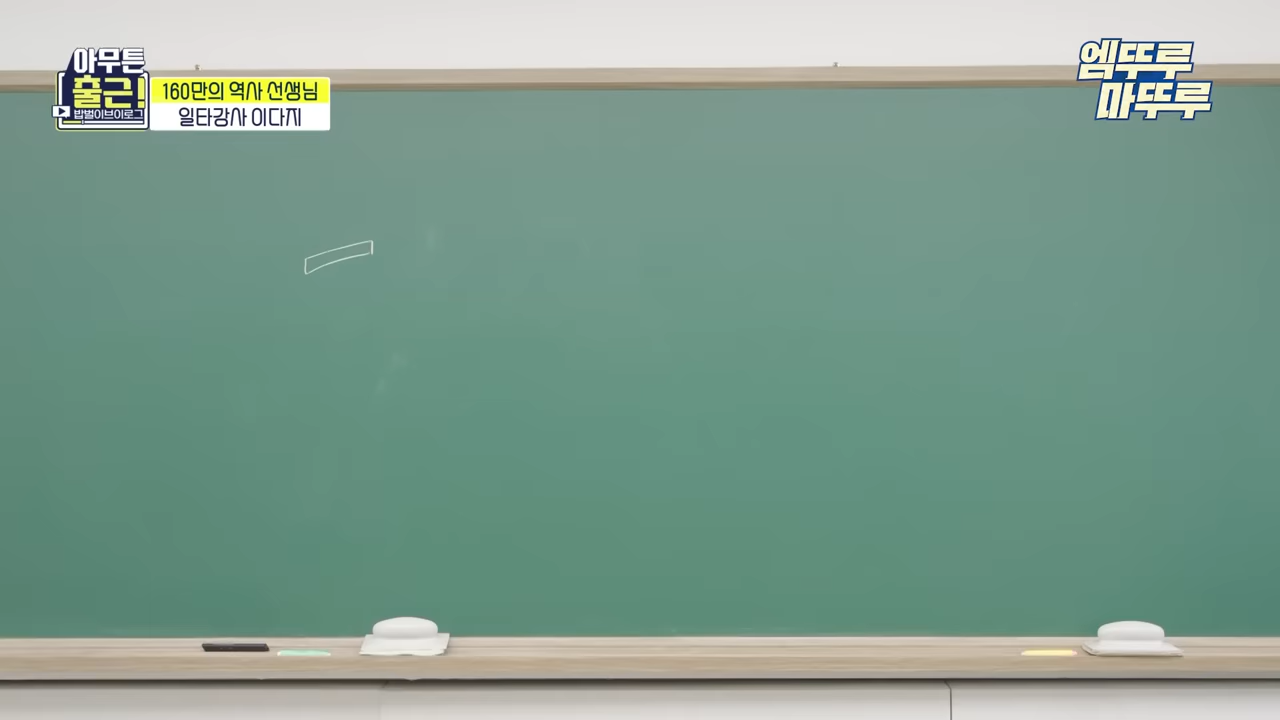 아무튼
출근!
밥벌이브이로그
160만의 역사 선생님
일타강사 이다지
엠뚜루
마뚜루